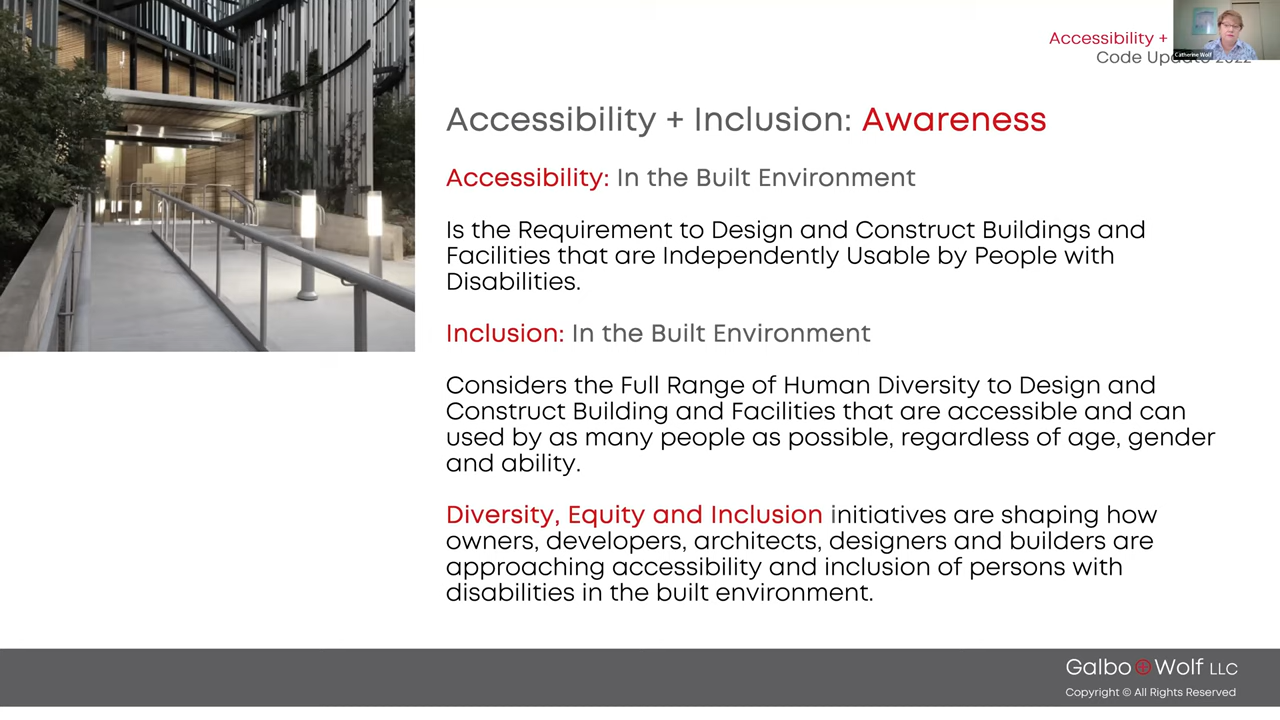 Accessibility +
Code Update 2022
Catherine Wolf
Accessibility + Inclusion: Awareness
Accessibility: In the Built Environment
Is the Requirement to Design and Construct Buildings and
Facilities that are Independently Usable by People with
Disabilities.
Inclusion: In the Built Environment
Considers the Full Range of Human Diversity to Design and
Construct Building and Facilities that are accessible and can
used by as many people as possible, regardless of age, gender
and ability.
Diversity, Equity and Inclusion initiatives are shaping how
owners, developers, architects, designers and builders are
approaching accessibility and inclusion of persons with
disabilities in the built environment.
Galbo Wolf LLC
Copyright © All Rights Reserved